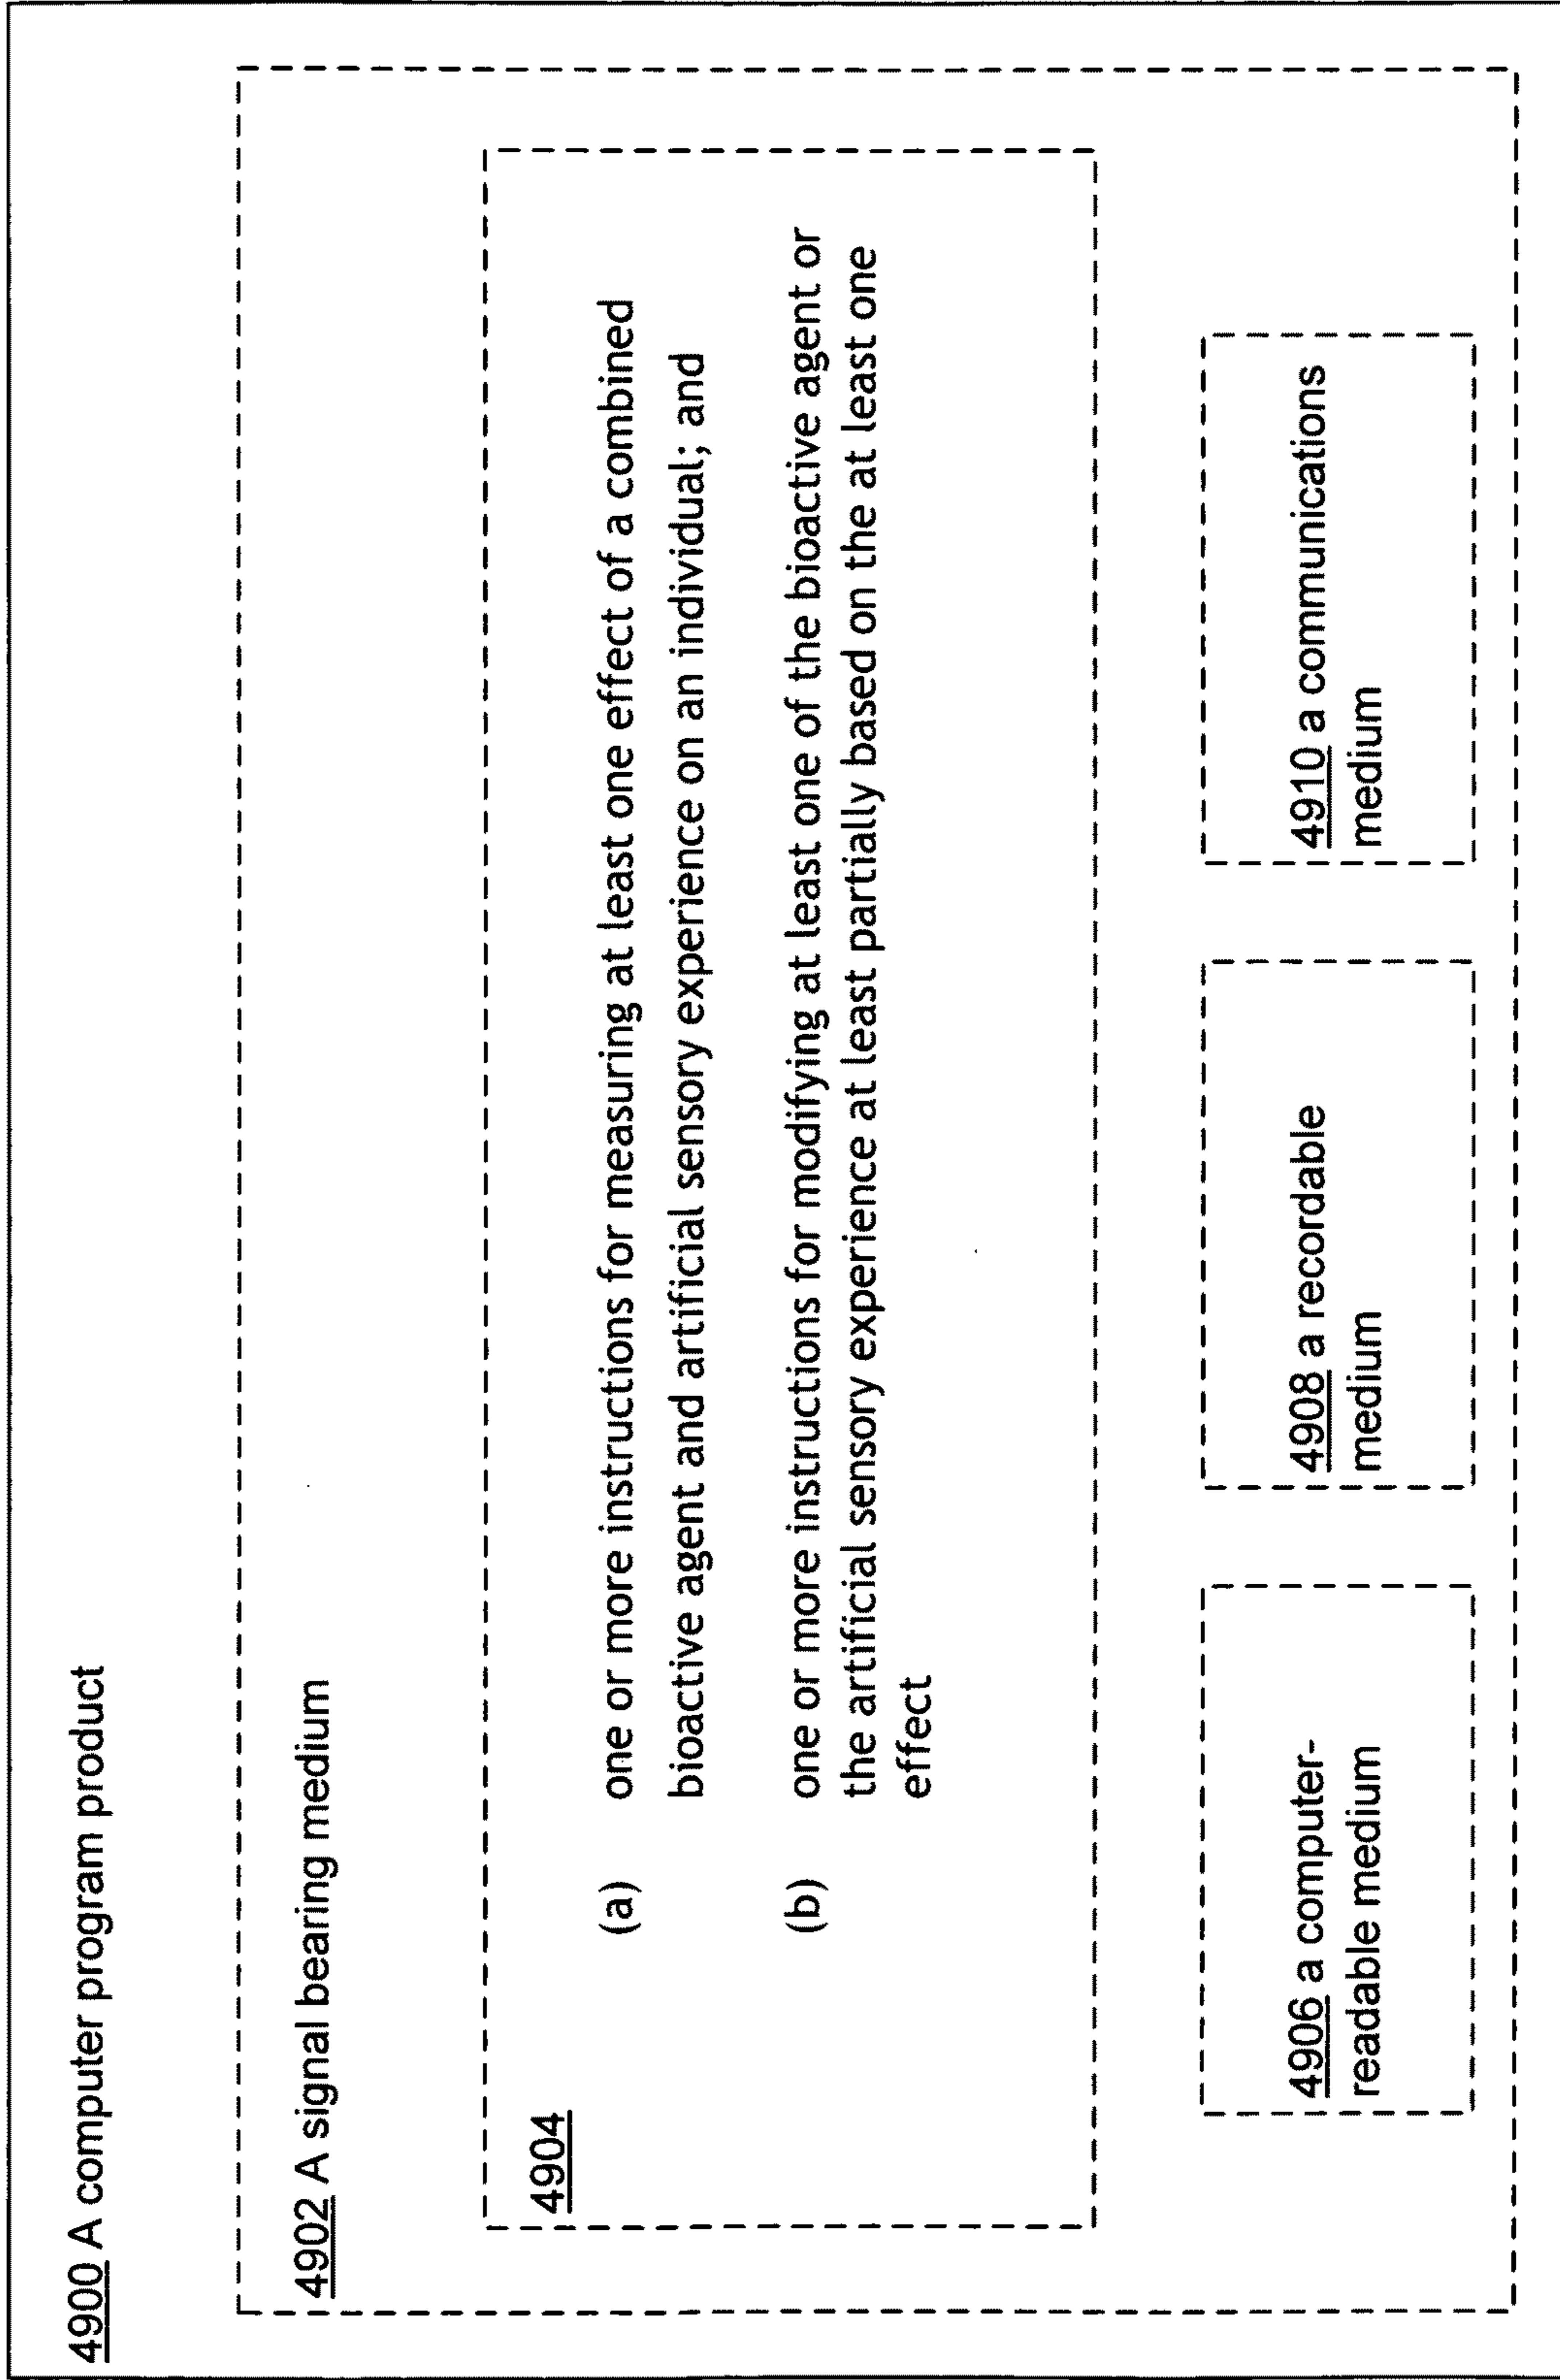 4900 A computer program product
4902 A signal bearing medium
4904
(a) one or more instructions for measuring at least one effect of a combined
bioactive agent and artificial sensory experience on an individual; and
(b) one or more instructions for modifying at least one of the bioactive agent or
the artificial sensory experience at least partially based on the at least one
effect
4906 a computer-
readable medium
4908 a recordable
medium
4910 a communications
medium